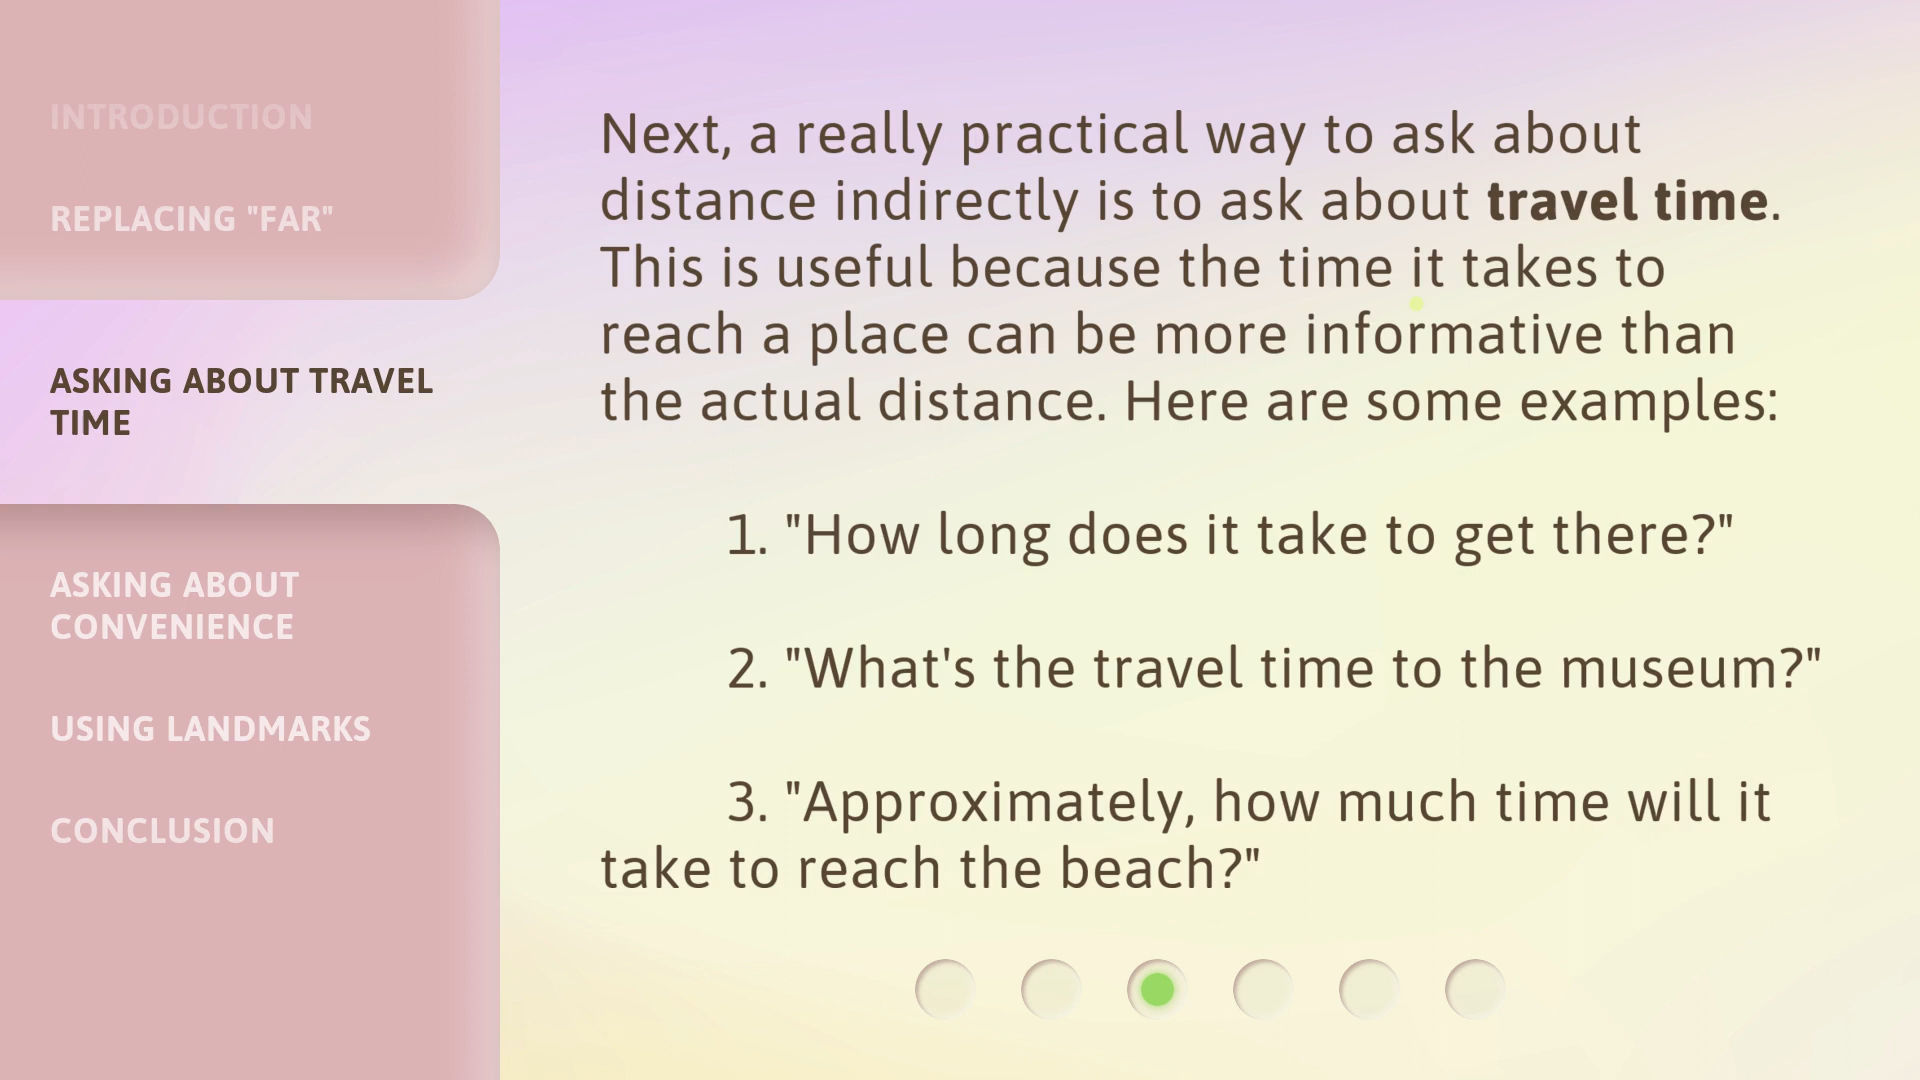 INTRODUCTION
REPLACING "FAR"
ASKING ABOUT TRAVEL
TIME
ASKING ABOUT
CONVENIENCE
USING LANDMARKS
CONCLUSION
Next, a really practical way to ask about
distance indirectly is to ask about travel time.
This is useful because the time it takes to
reach a place can be more informative than
the actual distance. Here are some examples:
1. "How long does it take to get there?"
2. "What's the travel time to the museum?"
3. "Approximately, how much time will it
take to reach the beach?"